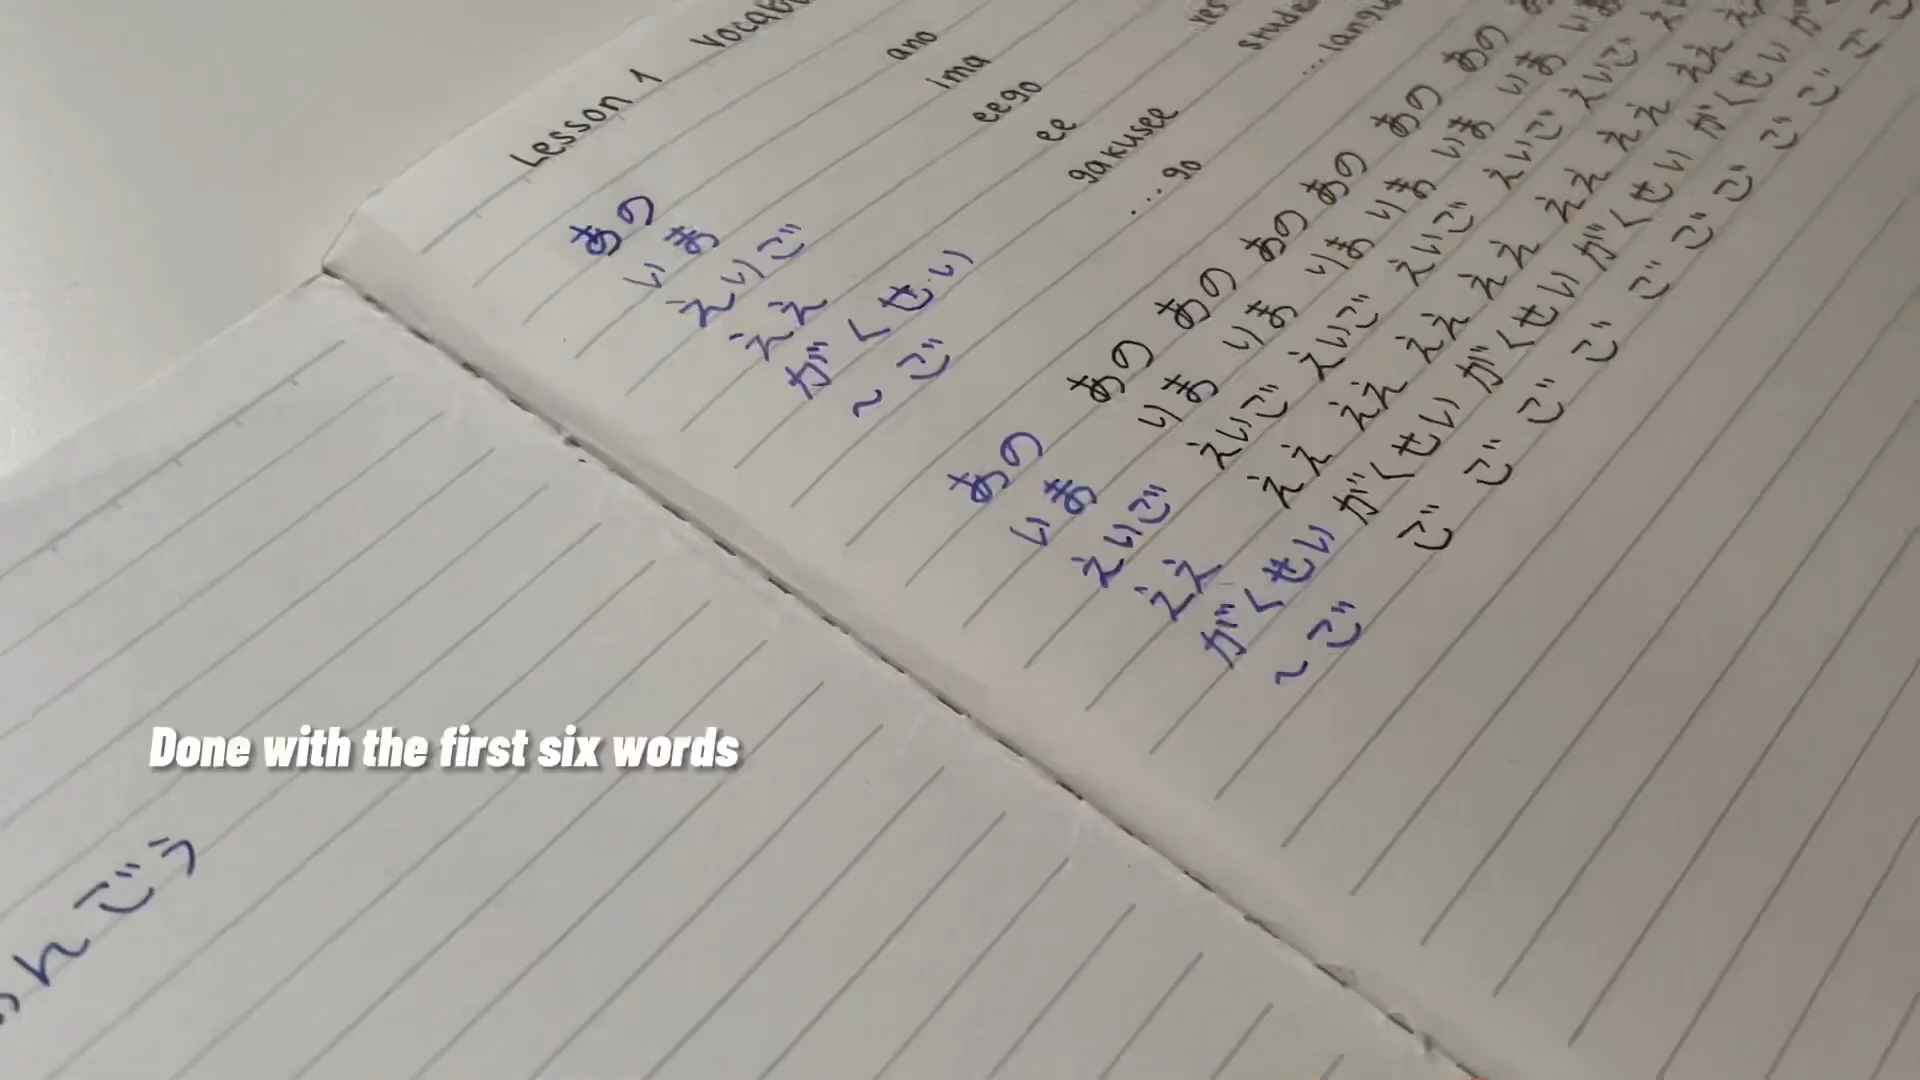 Lesson 1 Vocab
あの ano
いま ima
えいご eego
ええ ee yes
がくせい gakusee stude
〜ご ...go ...langu
あの あの あの あの あの あの あの
いま いま いま いま いま いま いま
えいご えいご えいご えいご えいご えいご
ええ ええ ええ ええ ええ ええ ええ ええ
がくせい がくせい がくせい がくせい がくせい
〜ご ご ご ご ご ご ご ご ご ご ご
Done with the first six words
んごう